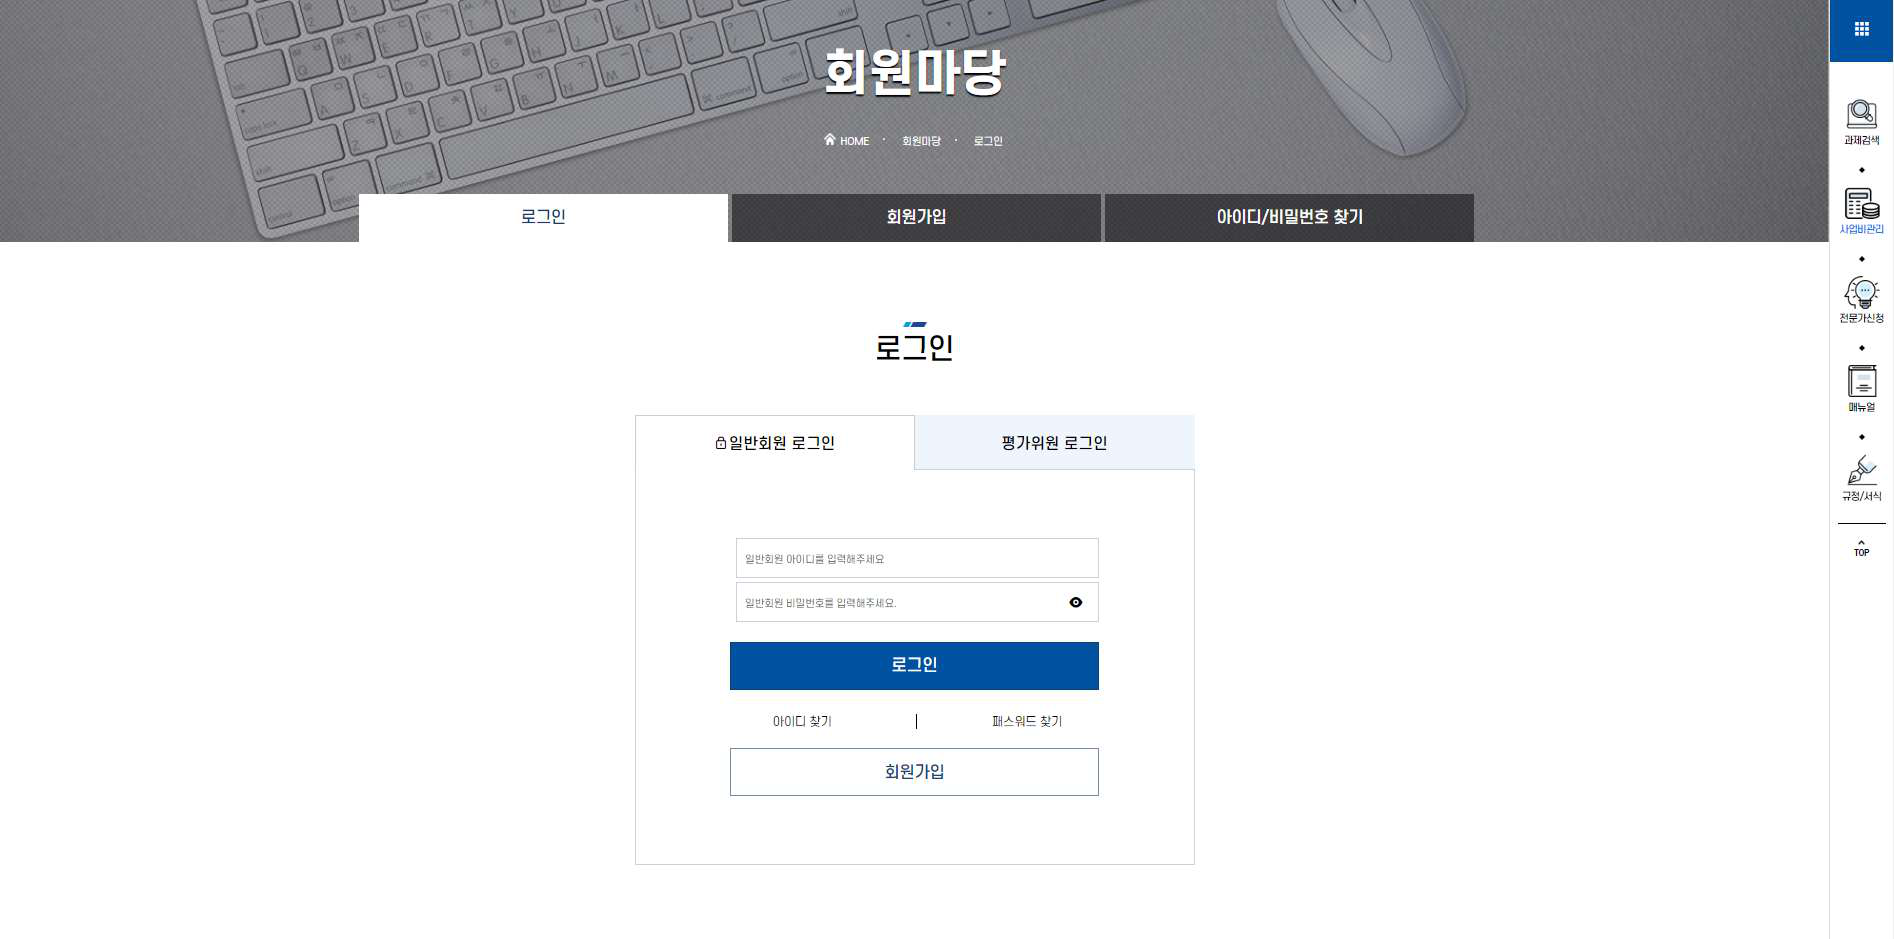 회원마당
HOME · 회원마당 · 로그인
로그인
회원가입
아이디/비밀번호 찾기
로그인
일반회원 로그인
평가위원 로그인
일반회원 아이디를 입력해주세요
일반회원 비밀번호를 입력해주세요.
로그인
아이디 찾기
패스워드 찾기
회원가입
과제검색
사업비관리
전문가신청
매뉴얼
규정/서식
TOP